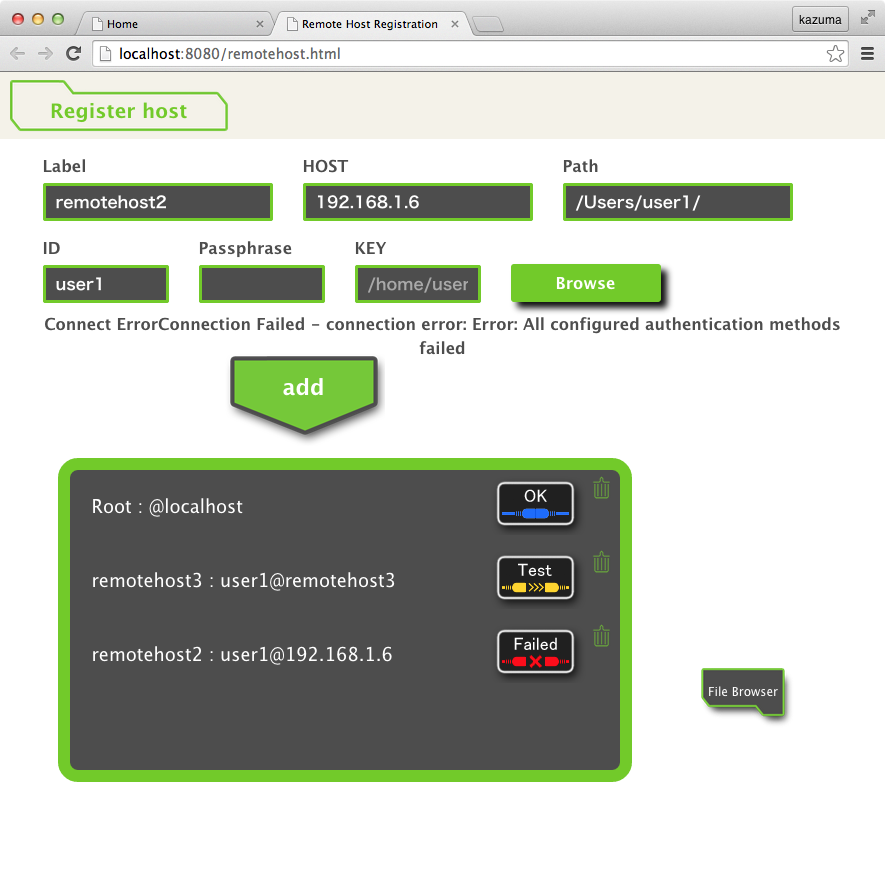 Home
Remote Host Registration
kazuma
localhost:8080/remotehost.html
Register host
Label
HOST
Path
remotehost2
192.168.1.6
/Users/user1/
ID
Passphrase
KEY
user1
/home/user
Browse
Connect ErrorConnection Failed - connection error: Error: All configured authentication methods
failed
add
Root : @localhost
OK
remotehost3 : user1@remotehost3
Test
remotehost2 : user1@192.168.1.6
Failed
File Browser